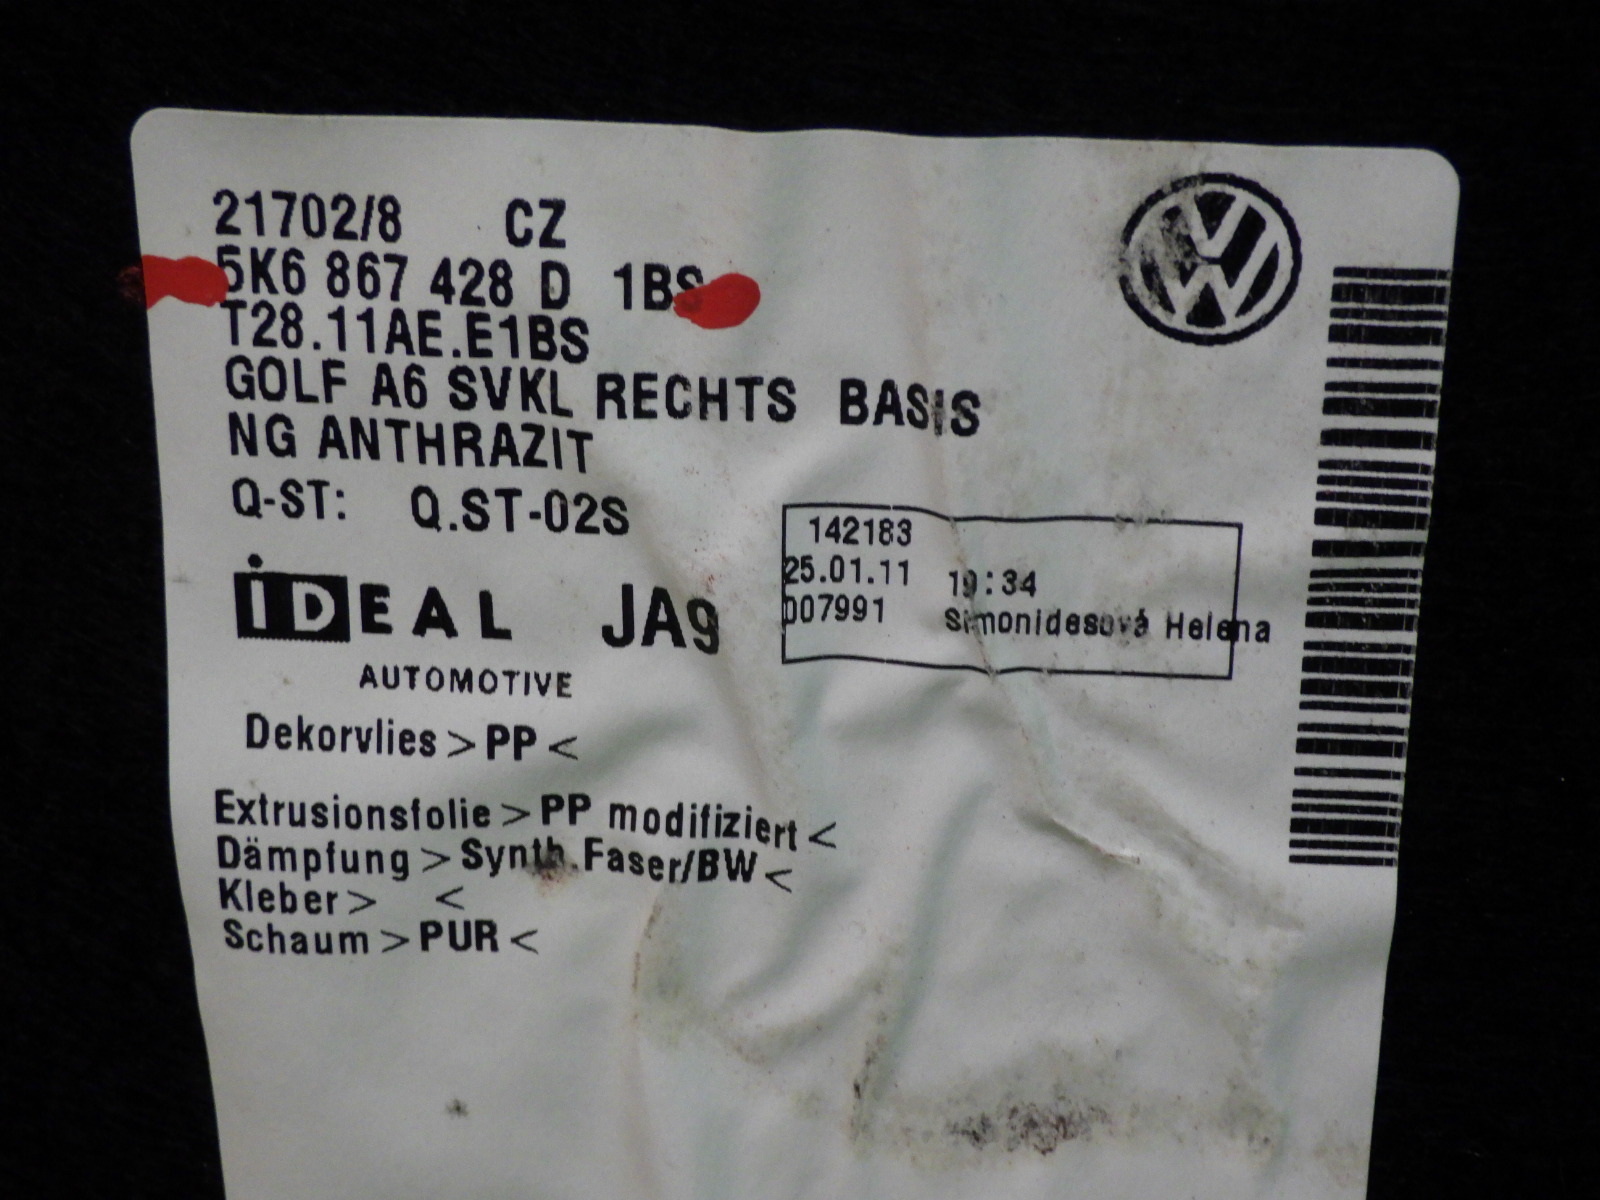 21702/8 CZ
5K6 867 428 D 1BS
T28.11AE.E1BS
GOLF A6 SVKL RECHTS BASIS
NG ANTHRAZIT
Q-ST: Q.ST-02S
142183
25.01.11 19:34
007991 Simonidesová Helena
iDEAL JA9
AUTOMOTIVE
Dekorvlies > PP <
Extrusionsfolie > PP modifiziert <
Dämpfung > Synth.Faser/BW <
Kleber > <
Schaum > PUR <
VW